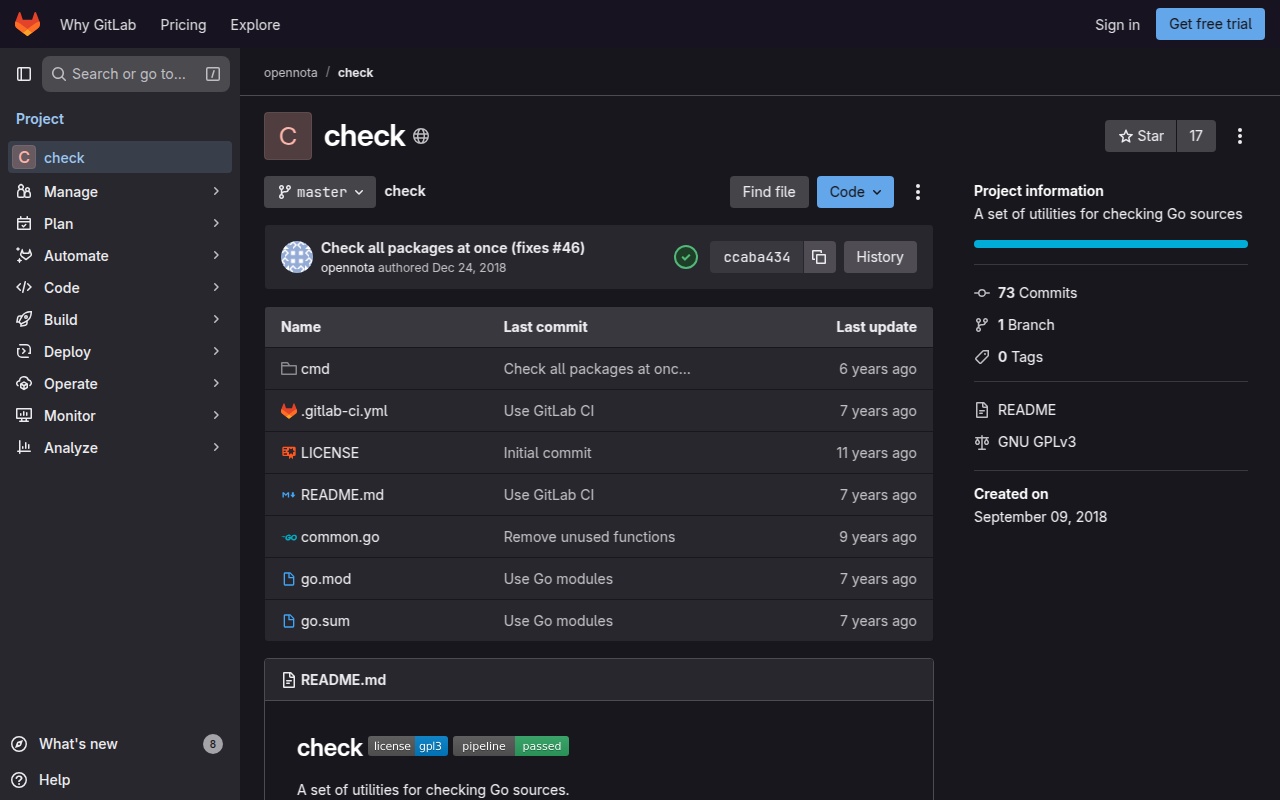 Why GitLab Pricing Explore Sign in Get free trial
Search or go to... /
opennota / check
Project
C check
Manage
Plan
Automate
Code
Build
Deploy
Operate
Monitor
Analyze
What's new 8
Help
C check Star 17
master check Find file Code
Check all packages at once (fixes #46)
opennota authored Dec 24, 2018
ccaba434 History
Name Last commit Last update
cmd Check all packages at onc... 6 years ago
.gitlab-ci.yml Use GitLab CI 7 years ago
LICENSE Initial commit 11 years ago
README.md Use GitLab CI 7 years ago
common.go Remove unused functions 9 years ago
go.mod Use Go modules 7 years ago
go.sum Use Go modules 7 years ago
README.md
check license gpl3 pipeline passed
A set of utilities for checking Go sources.
Project information
A set of utilities for checking Go sources
73 Commits
1 Branch
0 Tags
README
GNU GPLv3
Created on
September 09, 2018